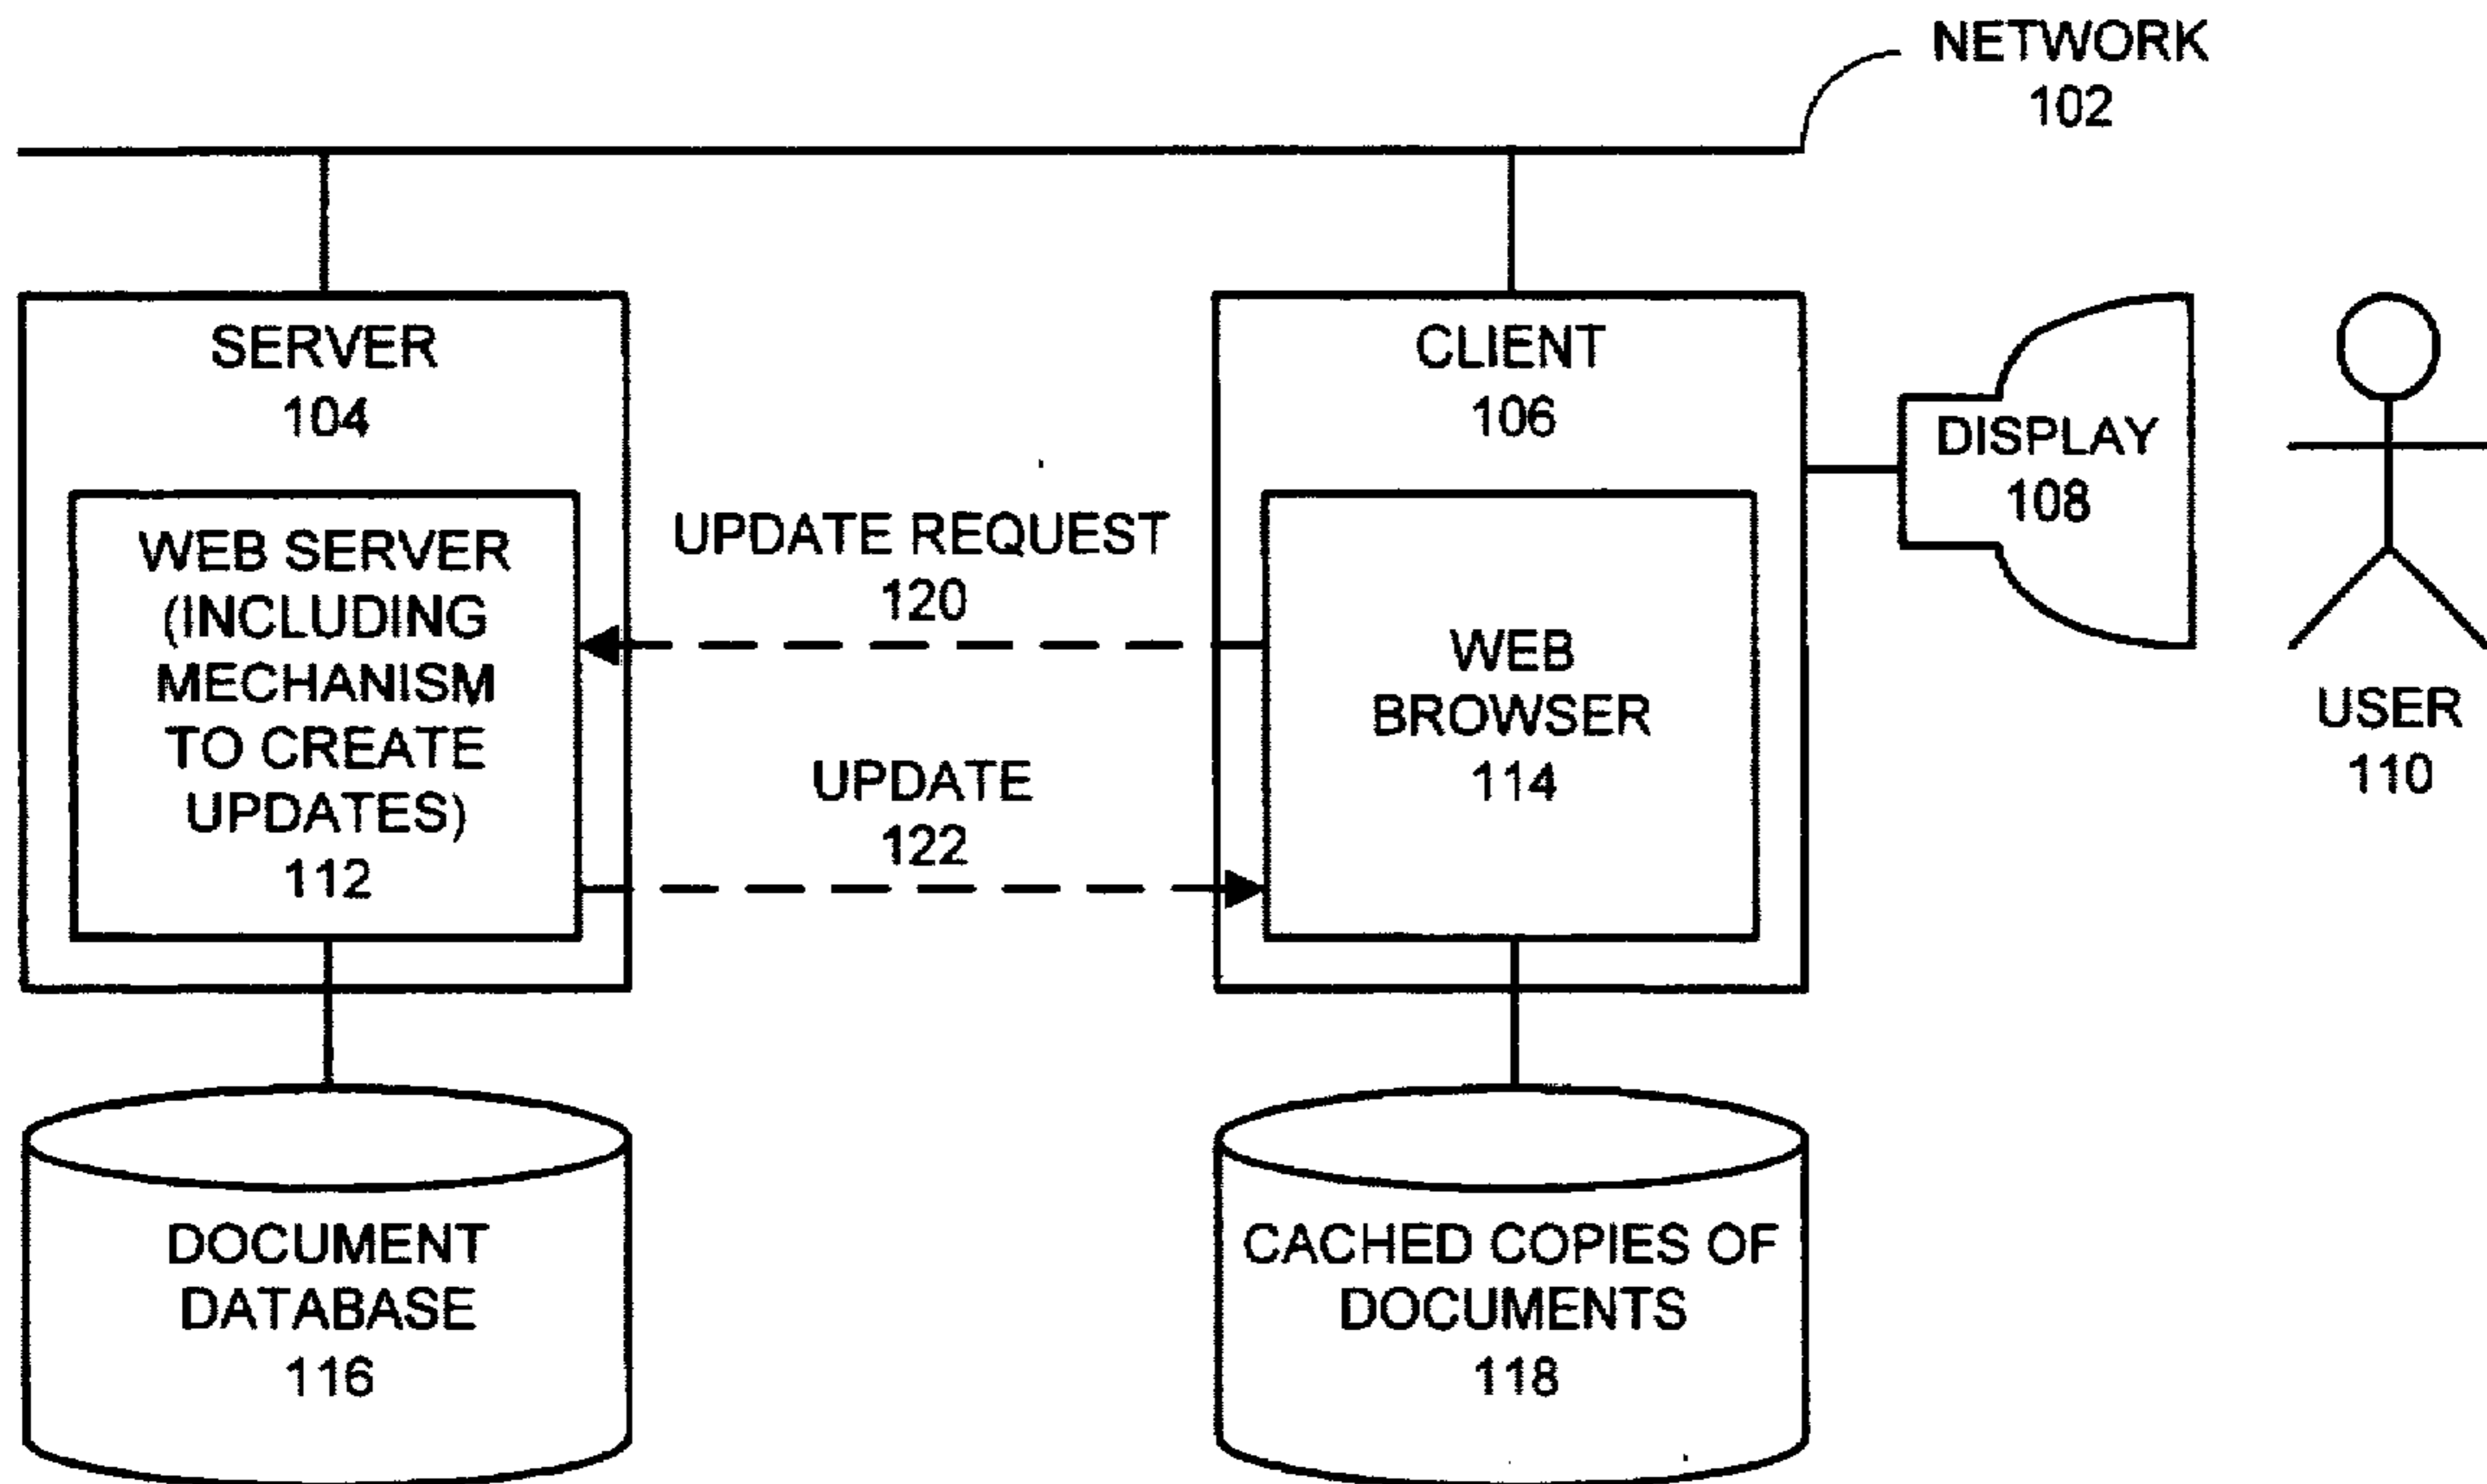 NETWORK
102
SERVER
104
WEB SERVER
(INCLUDING
MECHANISM
TO CREATE
UPDATES)
112
UPDATE REQUEST
120
UPDATE
122
CLIENT
106
WEB
BROWSER
114
DISPLAY
108
USER
110
DOCUMENT
DATABASE
116
CACHED COPIES OF
DOCUMENTS
118